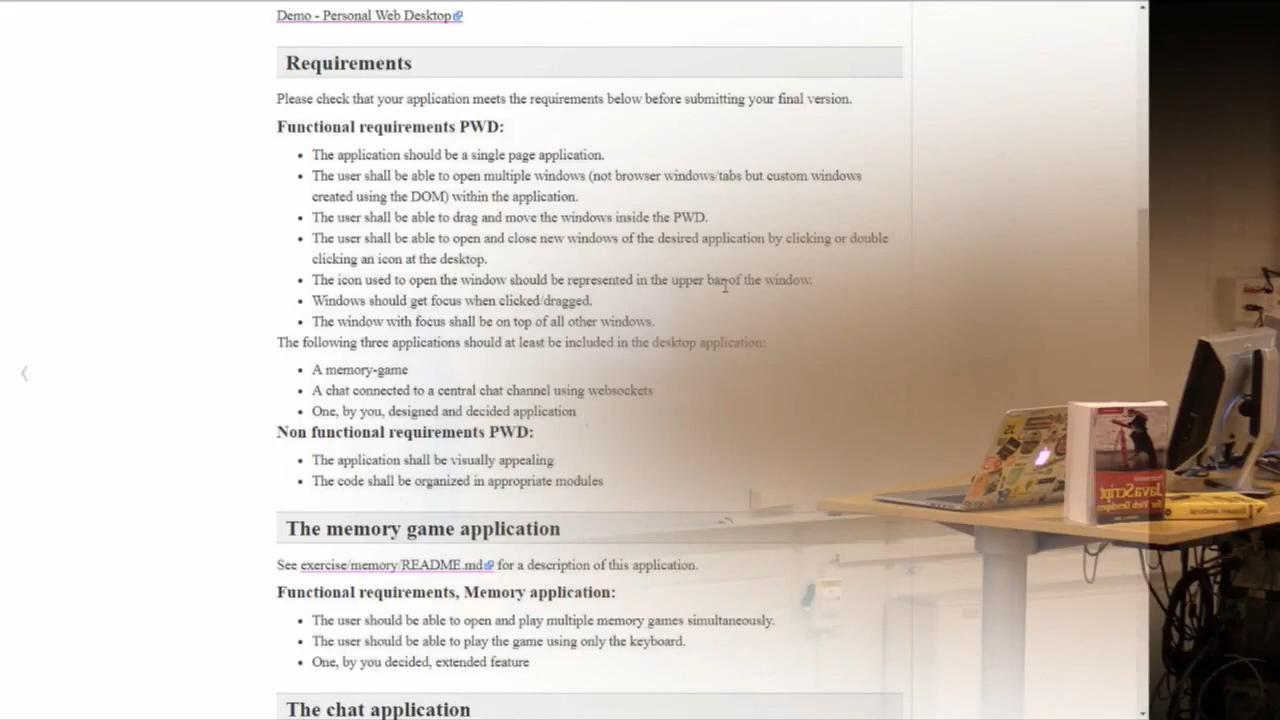 Demo - Personal Web Desktop
Requirements
Please check that your application meets the requirements below before submitting your final version.
Functional requirements PWD:
• The application should be a single page application.
• The user shall be able to open multiple windows (not browser windows/tabs but custom windows
created using the DOM) within the application.
• The user shall be able to drag and move the windows inside the PWD.
• The user shall be able to open and close new windows of the desired application by clicking or double
clicking an icon at the desktop.
• The icon used to open the window should be represented in the upper bar of the window.
• Windows should get focus when clicked/dragged.
• The window with focus shall be on top of all other windows.
The following three applications should at least be included in the desktop application:
• A memory-game
• A chat connected to a central chat channel using websockets
• One, by you, designed and decided application
Non functional requirements PWD:
• The application shall be visually appealing
• The code shall be organized in appropriate modules
The memory game application
See exercise/memory/README.md for a description of this application.
Functional requirements, Memory application:
• The user should be able to open and play multiple memory games simultaneously.
• The user should be able to play the game using only the keyboard.
• One, by you decided, extended feature
The chat application
JavaScript
for Web Developers